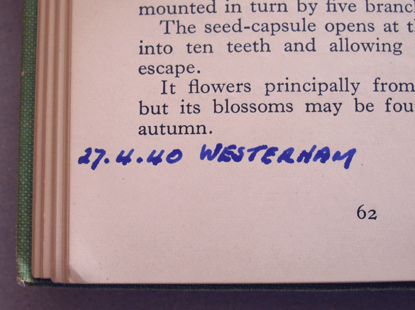 mounted in turn by five branc
The seed-capsule opens at t
into ten teeth and allowing
escape.
It flowers principally from
but its blossoms may be fou
autumn.
27.4.40 WESTERHAM
62